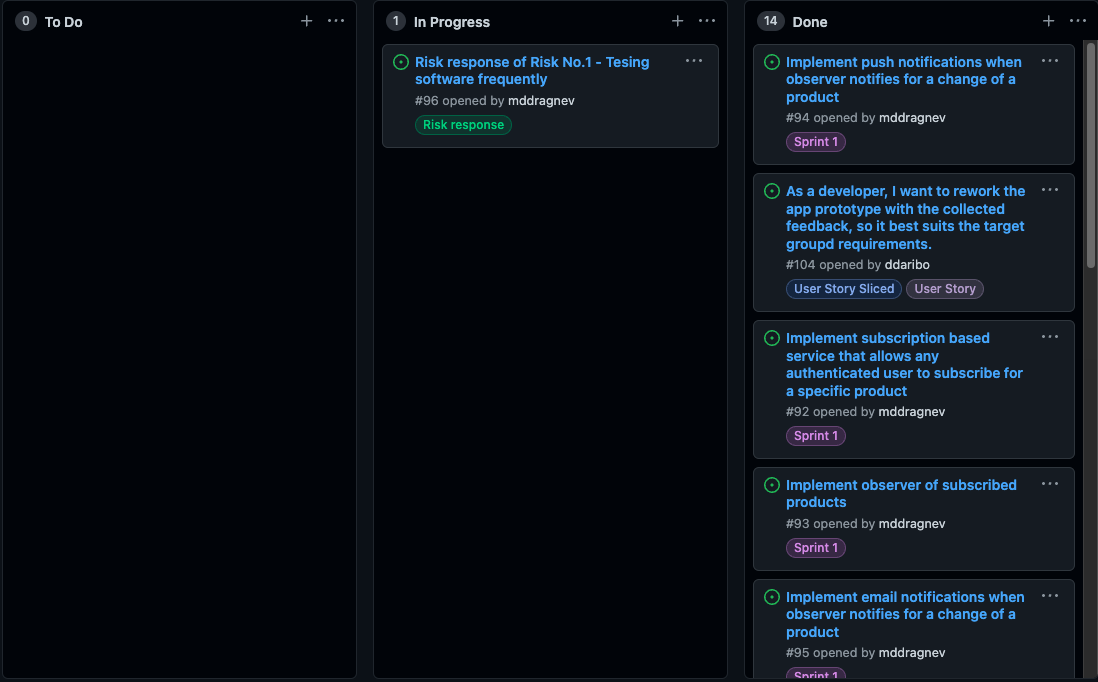 0 To Do
1 In Progress
Risk response of Risk No.1 - Tesing
software frequently
#96 opened by mddragnev
Risk response
14 Done
Implement push notifications when
observer notifies for a change of a
product
#94 opened by mddragnev
Sprint 1
As a developer, I want to rework the
app prototype with the collected
feedback, so it best suits the target
groupd requirements.
#104 opened by ddaribo
User Story Sliced User Story
Implement subscription based
service that allows any
authenticated user to subscribe for
a specific product
#92 opened by mddragnev
Sprint 1
Implement observer of subscribed
products
#93 opened by mddragnev
Sprint 1
Implement email notifications when
observer notifies for a change of a
product
#95 opened by mddragnev
Sprint 1